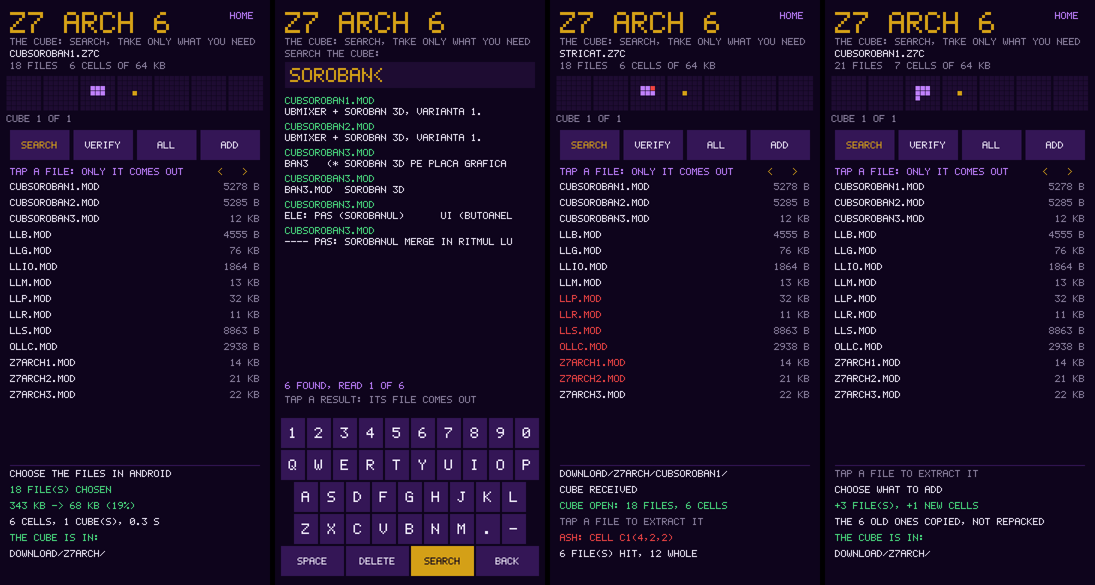 Z7 ARCH 6
HOME
THE CUBE: SEARCH, TAKE ONLY WHAT YOU NEED
CUBSOROBAN1.Z7C
18 FILES 6 CELLS OF 64 KB
CUBE 1 OF 1
SEARCH VERIFY ALL ADD
TAP A FILE: ONLY IT COMES OUT < >
CUBSOROBAN1.MOD 5278 B
CUBSOROBAN2.MOD 5285 B
CUBSOROBAN3.MOD 12 KB
LLB.MOD 4555 B
LLG.MOD 76 KB
LLIO.MOD 1864 B
LLM.MOD 13 KB
LLP.MOD 32 KB
LLR.MOD 11 KB
LLS.MOD 8863 B
OLLC.MOD 2938 B
Z7ARCH1.MOD 14 KB
Z7ARCH2.MOD 21 KB
Z7ARCH3.MOD 22 KB
CHOOSE THE FILES IN ANDROID
18 FILE(S) CHOSEN
343 KB -> 68 KB (19%)
6 CELLS, 1 CUBE(S), 0.3 S
THE CUBE IS IN:
DOWNLOAD/Z7ARCH/
Z7 ARCH 6
THE CUBE: SEARCH, TAKE ONLY WHAT YOU NEED
SEARCH THE CUBE:
SOROBAN<
CUBSOROBAN1.MOD
UBMIXER + SOROBAN 3D, VARIANTA 1.
CUBSOROBAN2.MOD
UBMIXER + SOROBAN 3D, VARIANTA 1.
CUBSOROBAN3.MOD
BAN3 (* SOROBAN 3D PE PLACA GRAFICA
CUBSOROBAN3.MOD
BAN3.MOD SOROBAN 3D
CUBSOROBAN3.MOD
ELE: PAS (SOROBANUL) UI (BUTOANEL
CUBSOROBAN3.MOD
---- PAS: SOROBANUL MERGE IN RITMUL LU
6 FOUND, READ 1 OF 6
TAP A RESULT: ITS FILE COMES OUT
1 2 3 4 5 6 7 8 9 0
Q W E R T Y U I O P
A S D F G H J K L
Z X C V B N M . -
SPACE DELETE SEARCH BACK
Z7 ARCH 6
HOME
THE CUBE: SEARCH, TAKE ONLY WHAT YOU NEED
STRICAT.Z7C
18 FILES 6 CELLS OF 64 KB
CUBE 1 OF 1
SEARCH VERIFY ALL ADD
TAP A FILE: ONLY IT COMES OUT < >
CUBSOROBAN1.MOD 5278 B
CUBSOROBAN2.MOD 5285 B
CUBSOROBAN3.MOD 12 KB
LLB.MOD 4555 B
LLG.MOD 76 KB
LLIO.MOD 1864 B
LLM.MOD 13 KB
LLP.MOD 32 KB
LLR.MOD 11 KB
LLS.MOD 8863 B
OLLC.MOD 2938 B
Z7ARCH1.MOD 14 KB
Z7ARCH2.MOD 21 KB
Z7ARCH3.MOD 22 KB
DOWNLOAD/Z7ARCH/CUBSOROBAN1/
CUBE RECEIVED
CUBE OPEN: 18 FILES, 6 CELLS
TAP A FILE TO EXTRACT IT
ASH: CELL C1(4,2,2)
6 FILE(S) HIT, 12 WHOLE
Z7 ARCH 6
HOME
THE CUBE: SEARCH, TAKE ONLY WHAT YOU NEED
CUBSOROBAN1.Z7C
21 FILES 7 CELLS OF 64 KB
CUBE 1 OF 1
SEARCH VERIFY ALL ADD
TAP A FILE: ONLY IT COMES OUT < >
CUBSOROBAN1.MOD 5278 B
CUBSOROBAN2.MOD 5285 B
CUBSOROBAN3.MOD 12 KB
LLB.MOD 4555 B
LLG.MOD 76 KB
LLIO.MOD 1864 B
LLM.MOD 13 KB
LLP.MOD 32 KB
LLR.MOD 11 KB
LLS.MOD 8863 B
OLLC.MOD 2938 B
Z7ARCH1.MOD 14 KB
Z7ARCH2.MOD 21 KB
Z7ARCH3.MOD 22 KB
TAP A FILE TO EXTRACT IT
CHOOSE WHAT TO ADD
+3 FILE(S), +1 NEW CELLS
THE 6 OLD ONES COPIED, NOT REPACKED
THE CUBE IS IN:
DOWNLOAD/Z7ARCH/